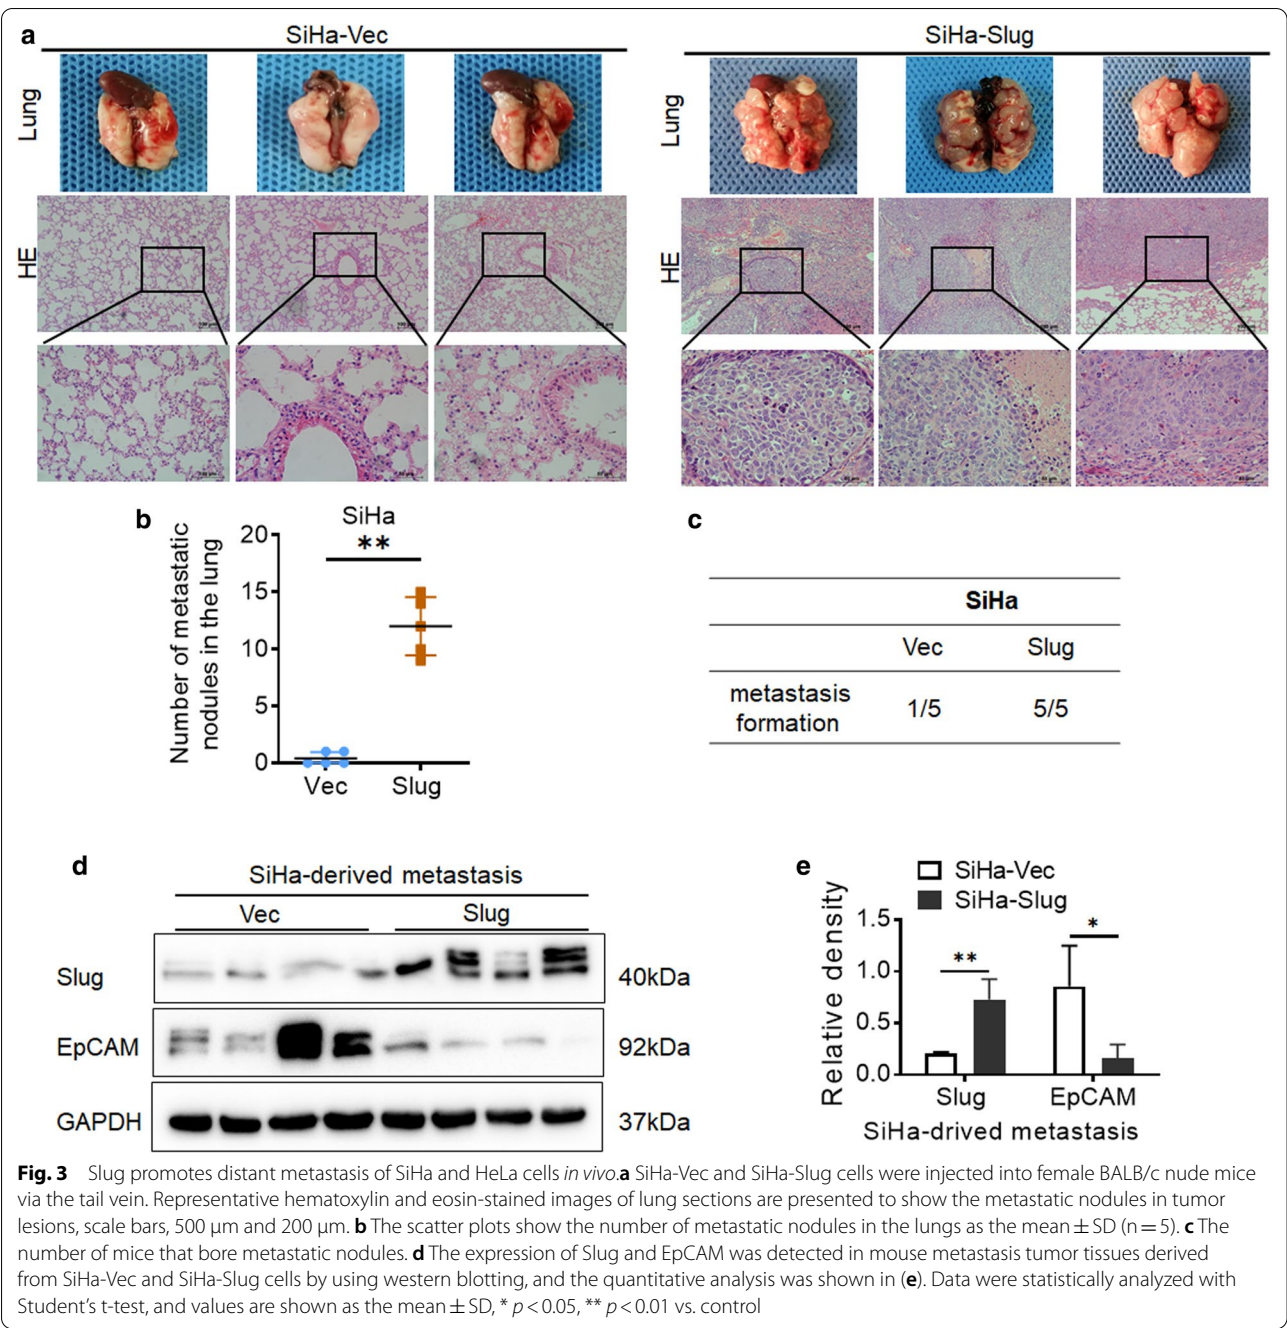 a
SiHa-Vec
SiHa-Slug
Lung
Lung
HE
HE
b
SiHa
**
Number of metastatic
nodules in the lung
20
15
10
5
0
Vec
Slug
c
SiHa
Vec
Slug
metastasis
formation
1/5
5/5
d
SiHa-derived metastasis
Vec
Slug
Slug
40kDa
EpCAM
92kDa
GAPDH
37kDa
e
SiHa-Vec
SiHa-Slug
Relative density
1.5
1.0
0.5
0.0
**
*
Slug
EpCAM
SiHa-drived metastasis
Fig. 3 Slug promotes distant metastasis of SiHa and HeLa cells in vivo.a SiHa-Vec and SiHa-Slug cells were injected into female BALB/c nude mice
via the tail vein. Representative hematoxylin and eosin-stained images of lung sections are presented to show the metastatic nodules in tumor
lesions, scale bars, 500 μm and 200 μm. b The scatter plots show the number of metastatic nodules in the lungs as the mean ± SD (n = 5). c The
number of mice that bore metastatic nodules. d The expression of Slug and EpCAM was detected in mouse metastasis tumor tissues derived
from SiHa-Vec and SiHa-Slug cells by using western blotting, and the quantitative analysis was shown in (e). Data were statistically analyzed with
Student's t-test, and values are shown as the mean ± SD, * p < 0.05, ** p < 0.01 vs. control